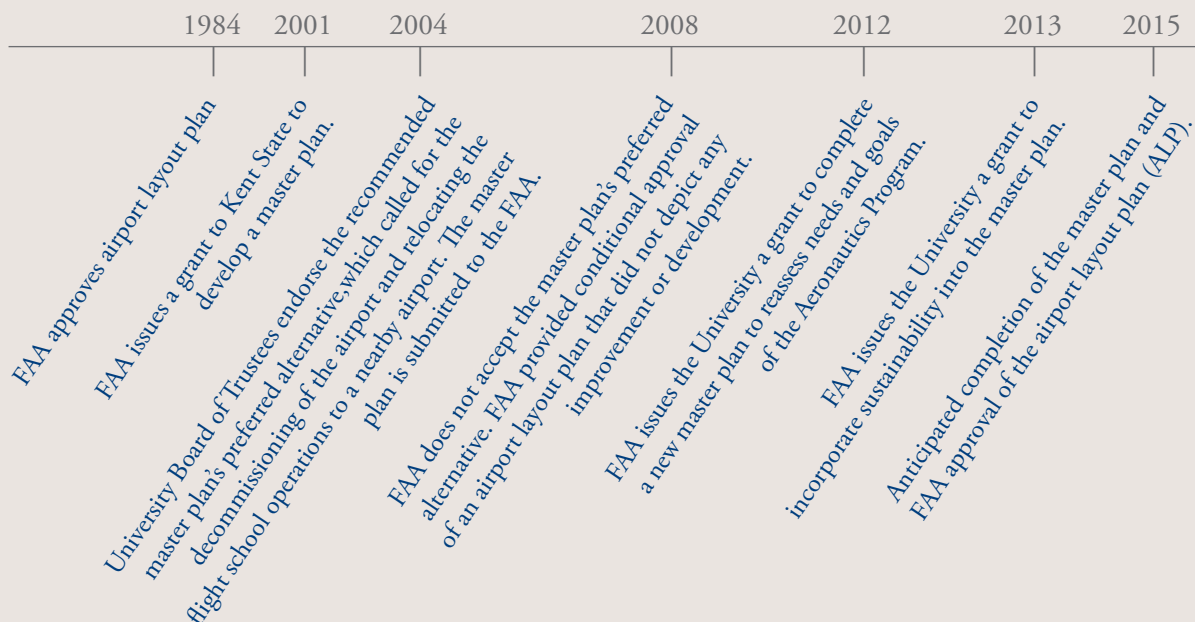 1984 2001 2004 2008 2012 2013 2015
FAA approves airport layout plan
FAA issues a grant to Kent State to
develop a master plan.
University Board of Trustees endorse the recommended
master plan's preferred alternative,which called for the
decommissioning of the airport and relocating the
flight school operations to a nearby airport. The master
plan is submitted to the FAA.
FAA does not accept the master plan's preferred
alternative. FAA provided conditional approval
of an airport layout plan that did not depict any
improvement or development.
FAA issues the University a grant to complete
a new master plan to reassess needs and goals
of the Aeronautics Program.
FAA issues the University a grant to
incorporate sustainability into the master plan.
Anticipated completion of the master plan and
FAA approval of the airport layout plan (ALP).